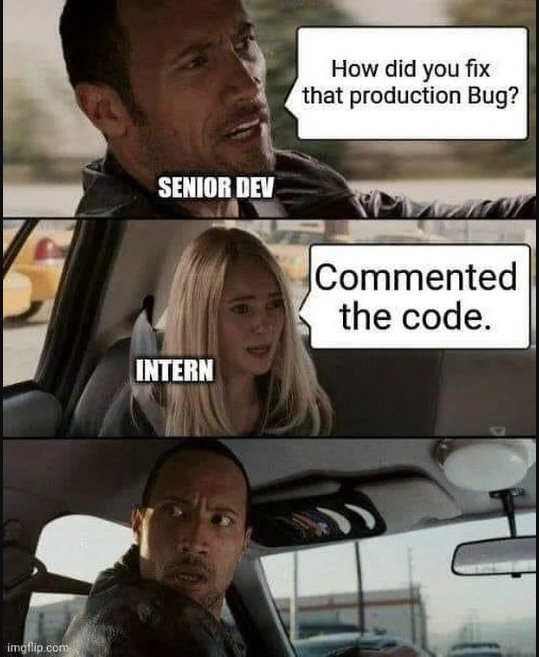 How did you fix
that production Bug?
SENIOR DEV
Commented
the code.
INTERN
imgflip.com